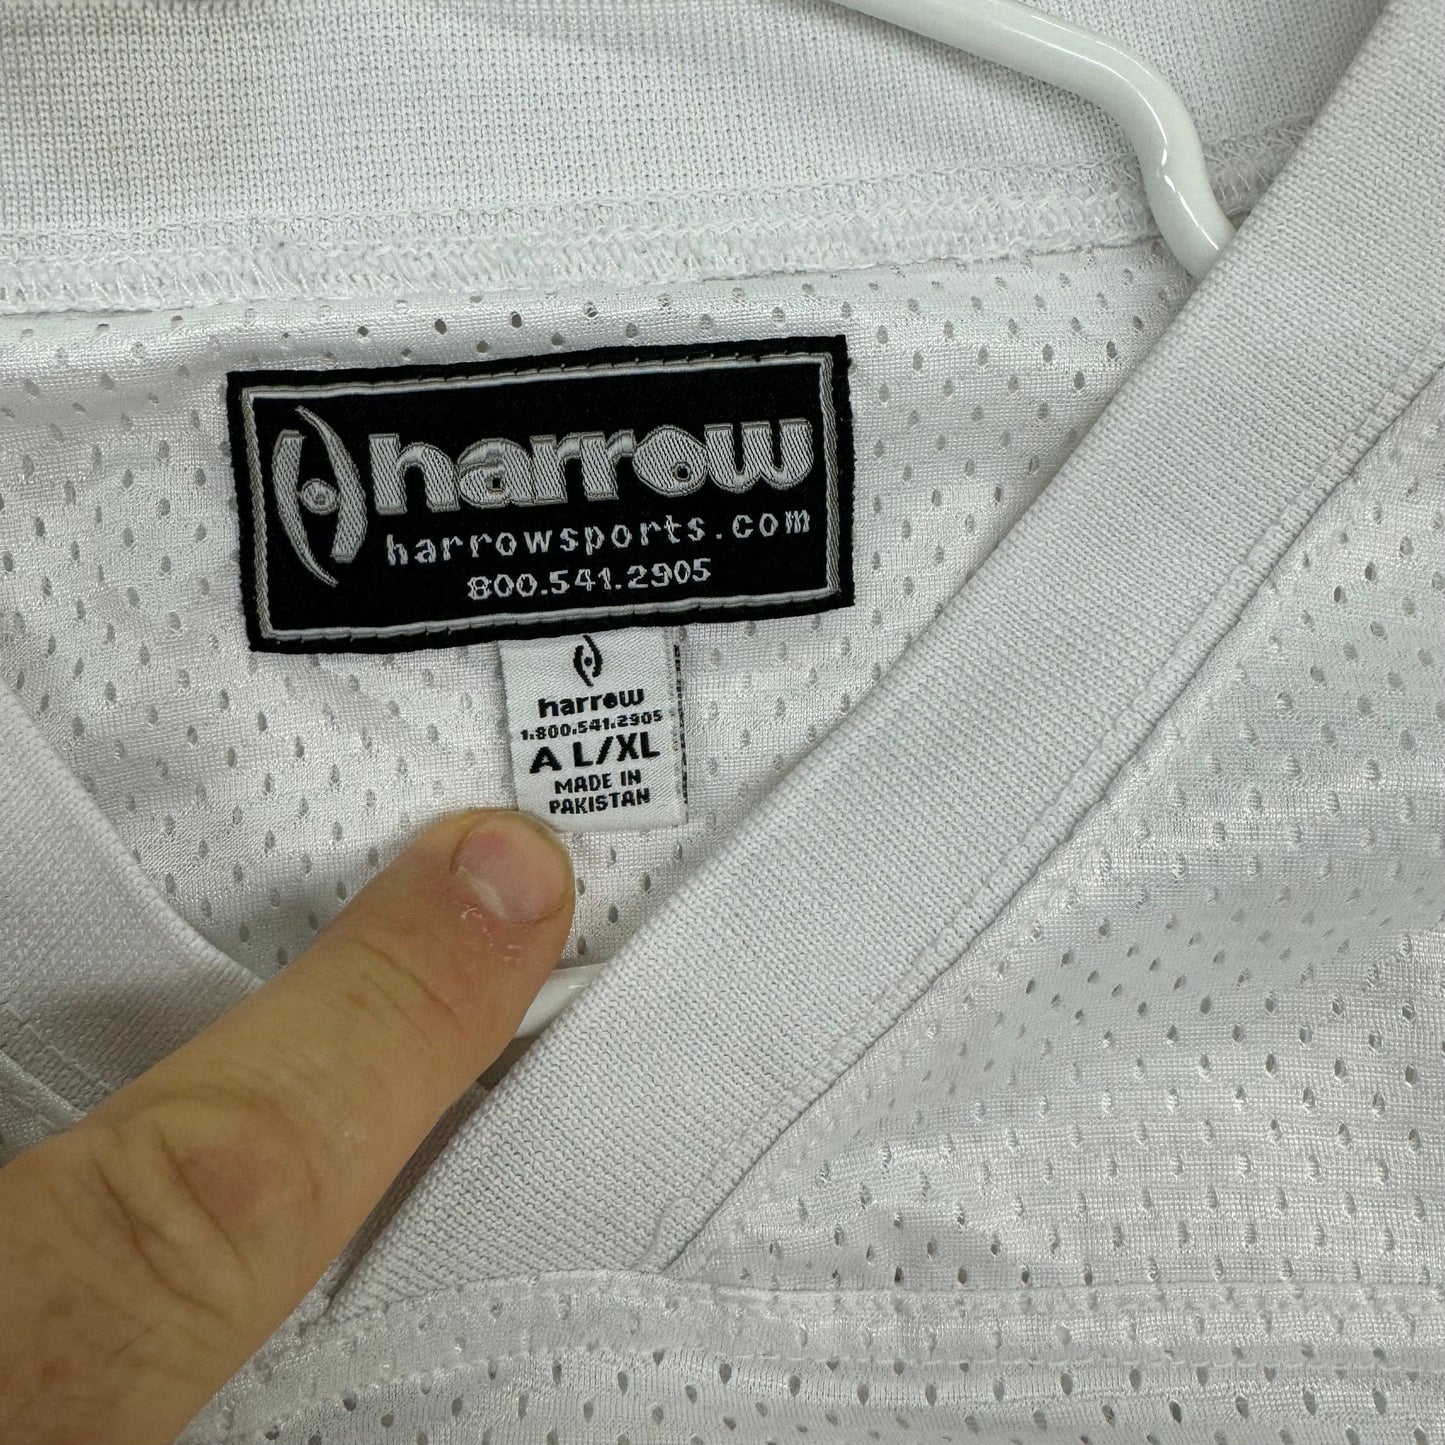 harrow
harrowsports.com
800.541.2905
harrow
1.800.541.2905
A L/XL
MADE IN
PAKISTAN